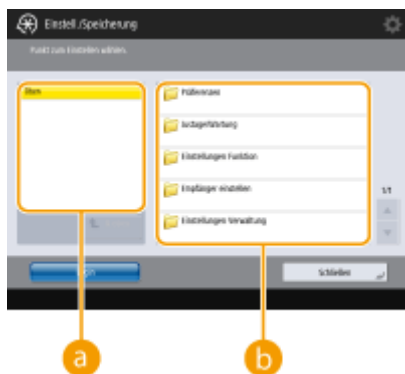 Einstell./Speicherung
Punkt zum Einstellen wählen.
Oben
Präferenzen
Justage/Wartung
Einstellungen Funktion
Empfänger einstellen
Einstellungen Verwaltung
1/1
Schließen
a
b